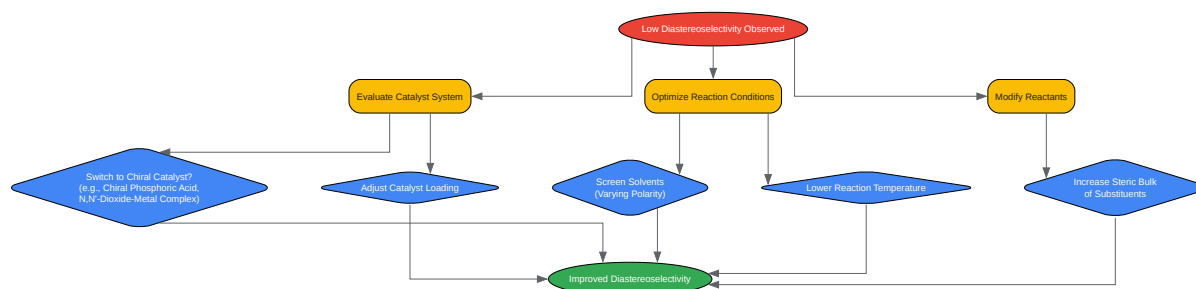 Low Diastereoselectivity Observed
Evaluate Catalyst System
Optimize Reaction Conditions
Modify Reactants
Switch to Chiral Catalyst?
(e.g., Chiral Phosphoric Acid,
N,N'-Dioxide-Metal Complex)
Adjust Catalyst Loading
Screen Solvents
(Varying Polarity)
Lower Reaction Temperature
Increase Steric Bulk
of Substituents
Improved Diastereoselectivity